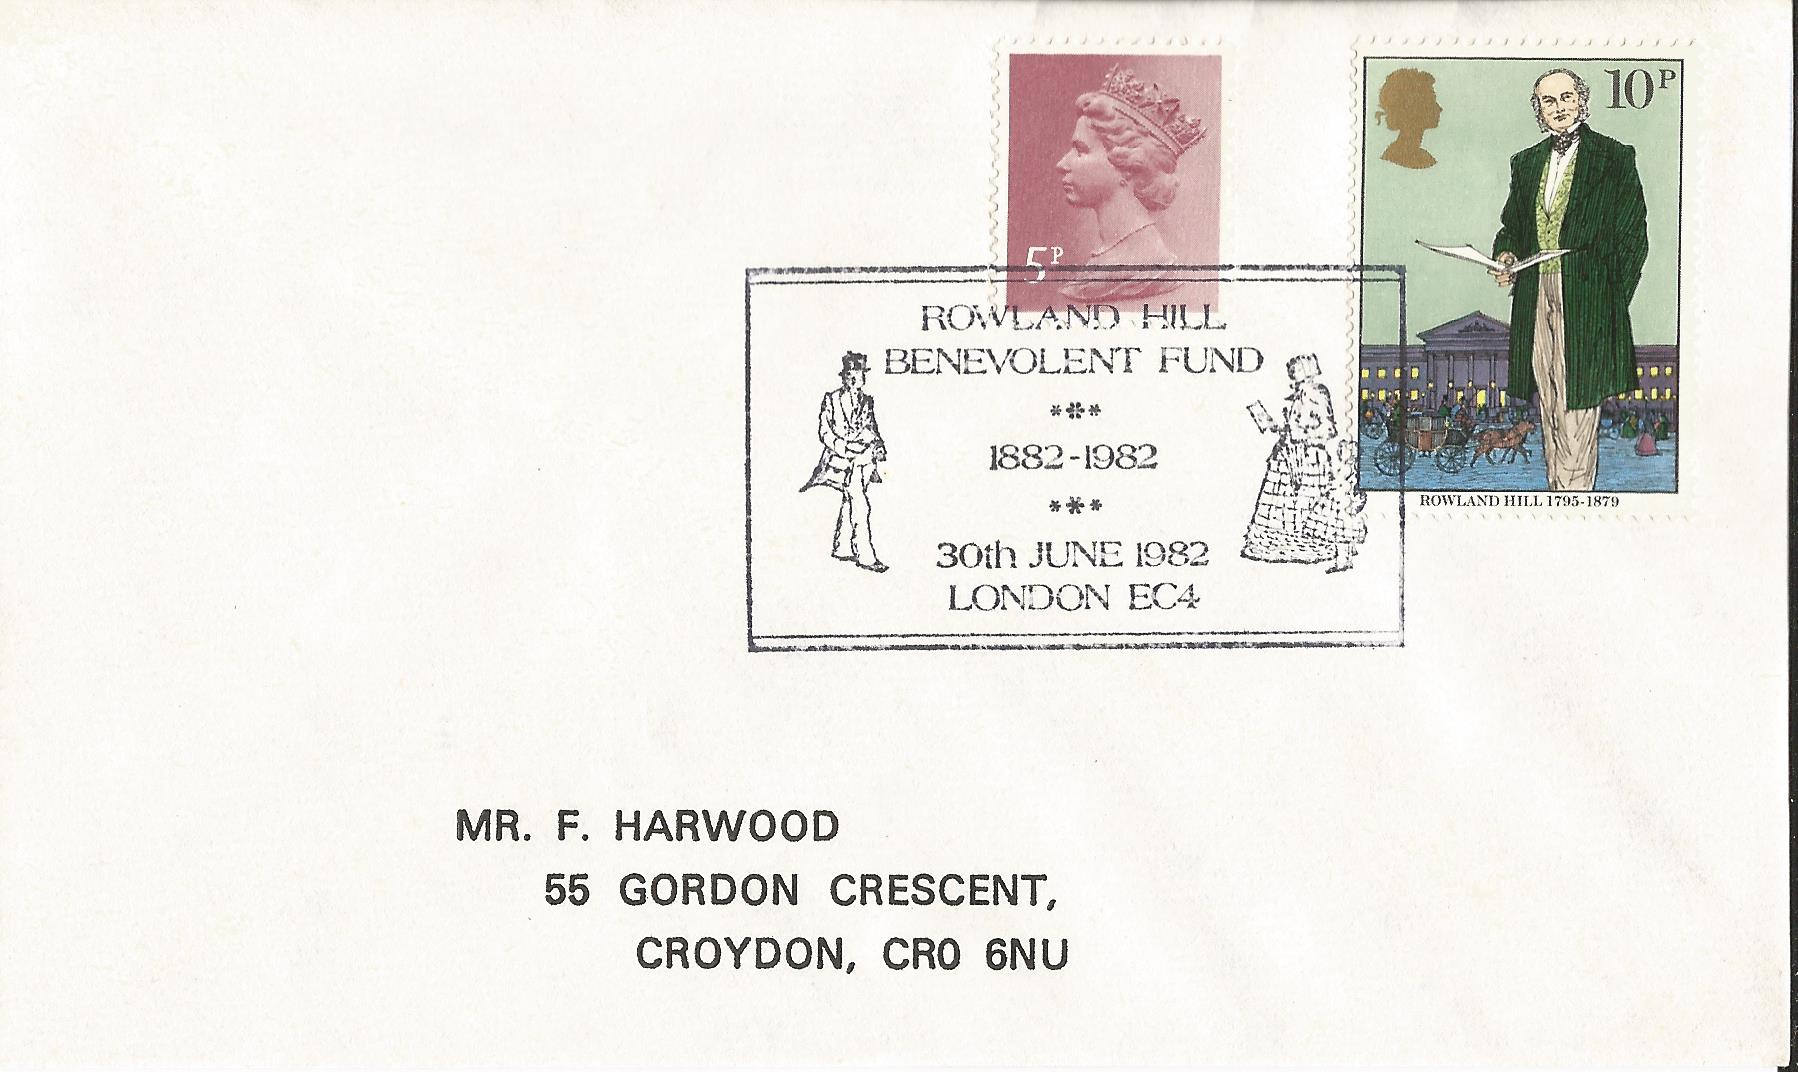 5P
10P
ROWLAND HILL 1795-1879
ROWLAND HILL
BENEVOLENT FUND
***
1882-1982
***
30th JUNE 1982
LONDON EC4
MR. F. HARWOOD
55 GORDON CRESCENT,
CROYDON, CR0 6NU